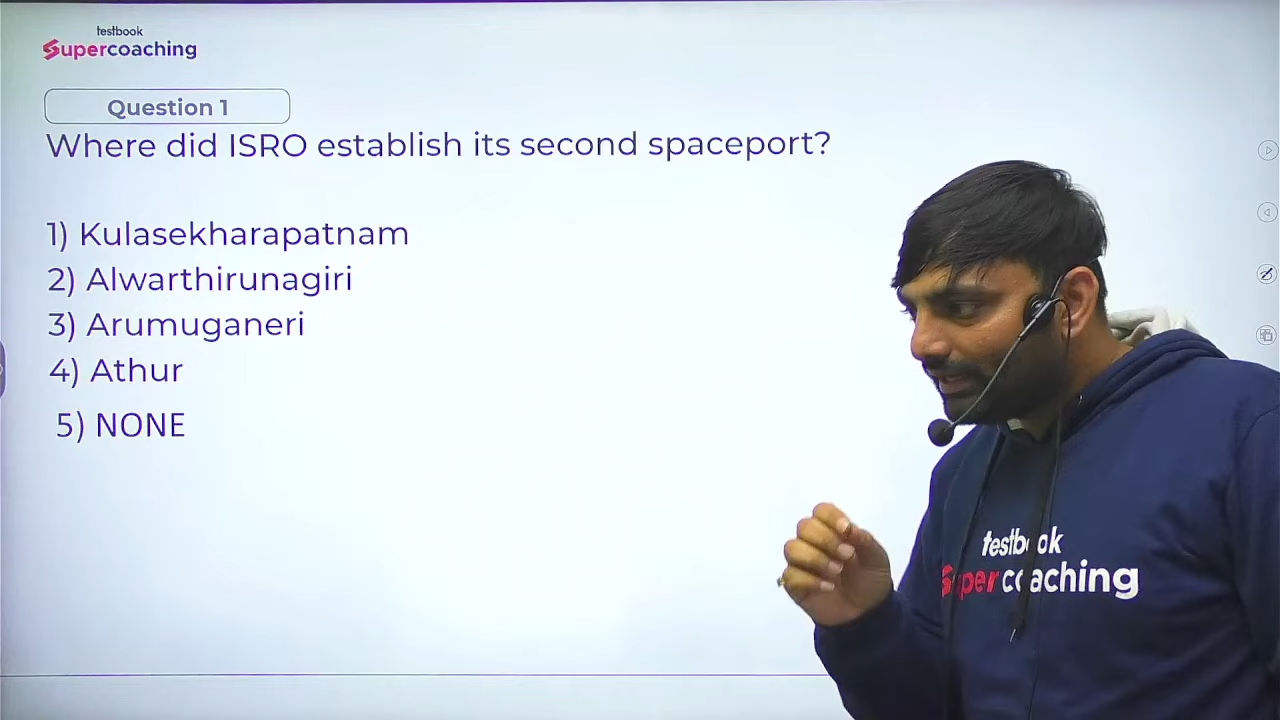 testbook
Supercoaching
Question 1
Where did ISRO establish its second spaceport?
1) Kulasekharapatnam
2) Alwarthirunagiri
3) Arumuganeri
4) Athur
5) NONE
testbook
Supercoaching